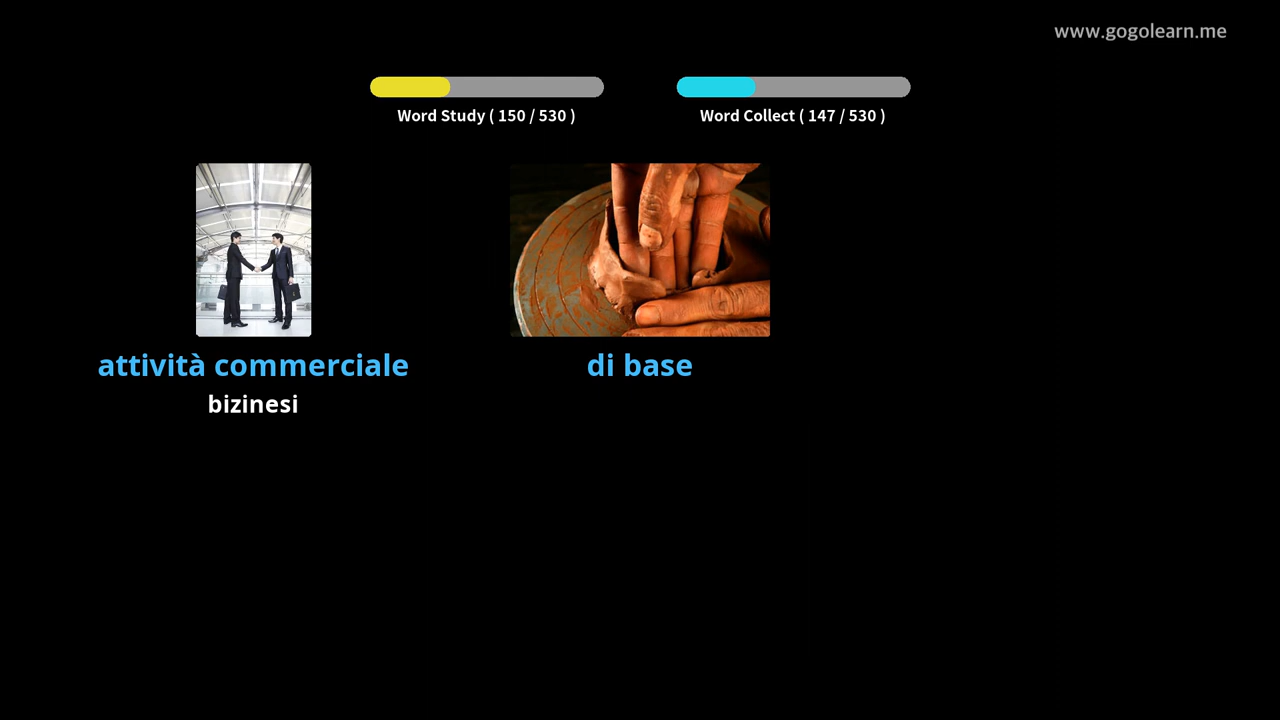 www.gogolearn.me
Word Study ( 150 / 530 )
Word Collect ( 147 / 530 )
attività commerciale
bizinesi
di base